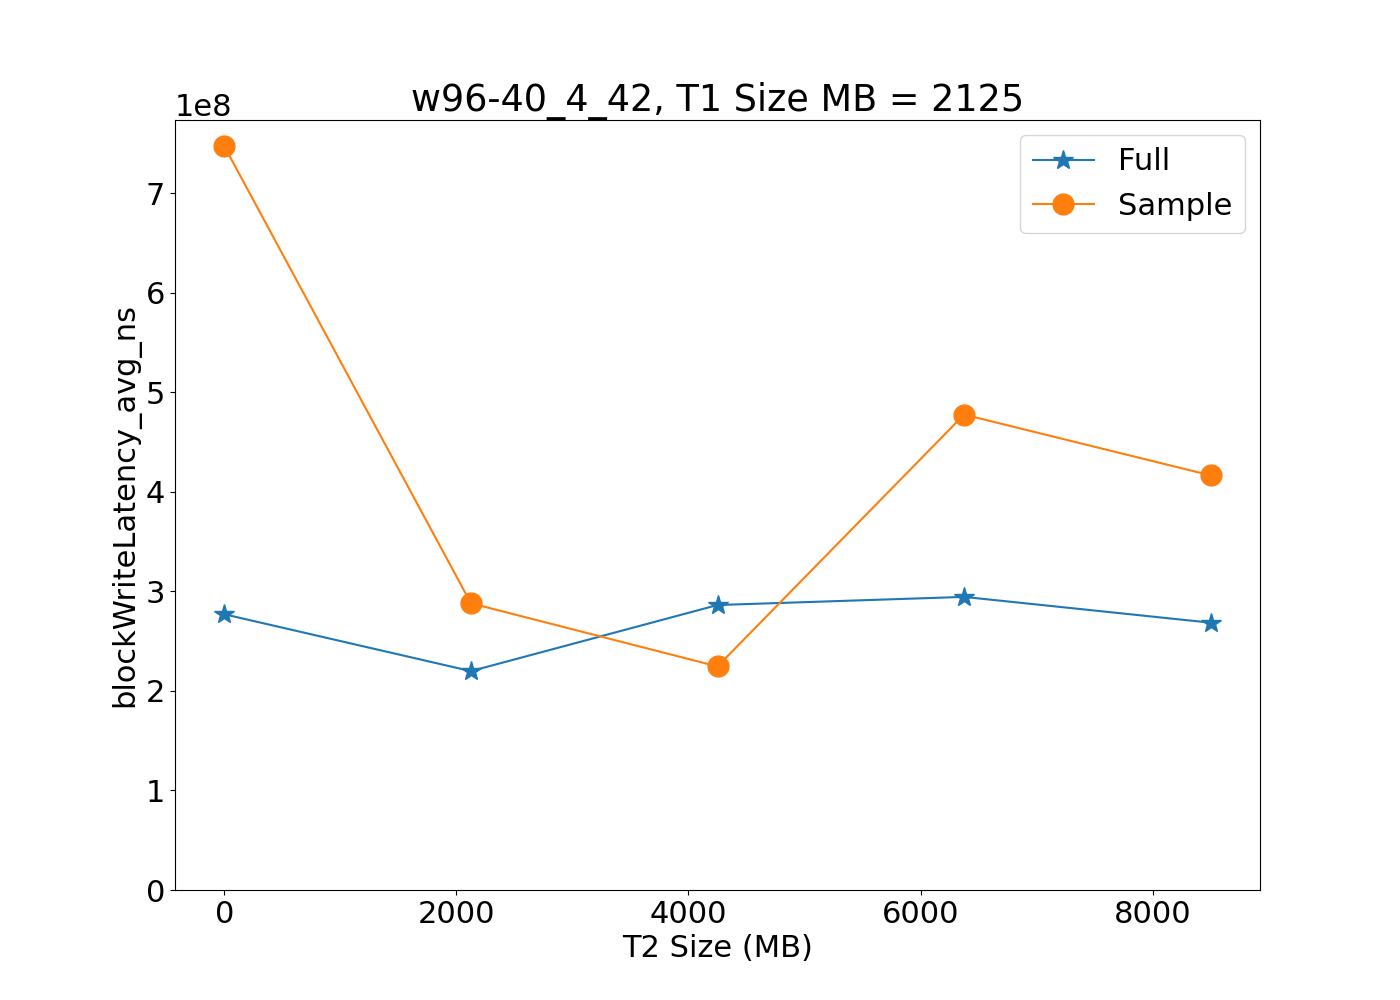 w96-40_4_42, T1 Size MB = 2125
1e8
Full
Sample
7
6
5
4
3
2
1
0
blockWriteLatency_avg_ns
0 2000 4000 6000 8000
T2 Size (MB)